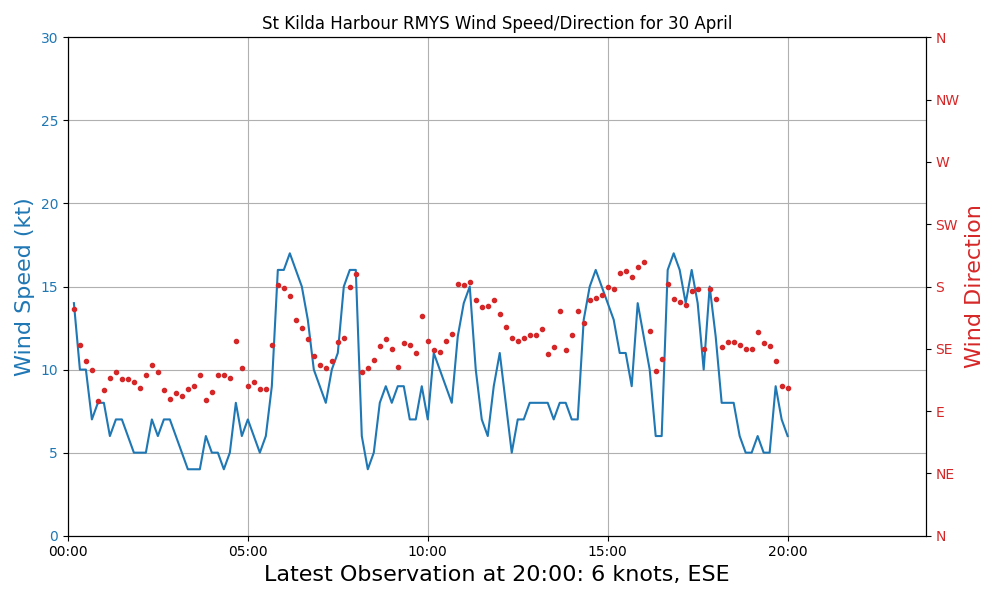 St Kilda Harbour RMYS Wind Speed/Direction for 30 April
Wind Speed (kt)
30
25
20
15
10
5
0
00:00 05:00 10:00 15:00 20:00
Latest Observation at 20:00: 6 knots, ESE
N
NW
W
SW
S
SE
E
NE
N
Wind Direction